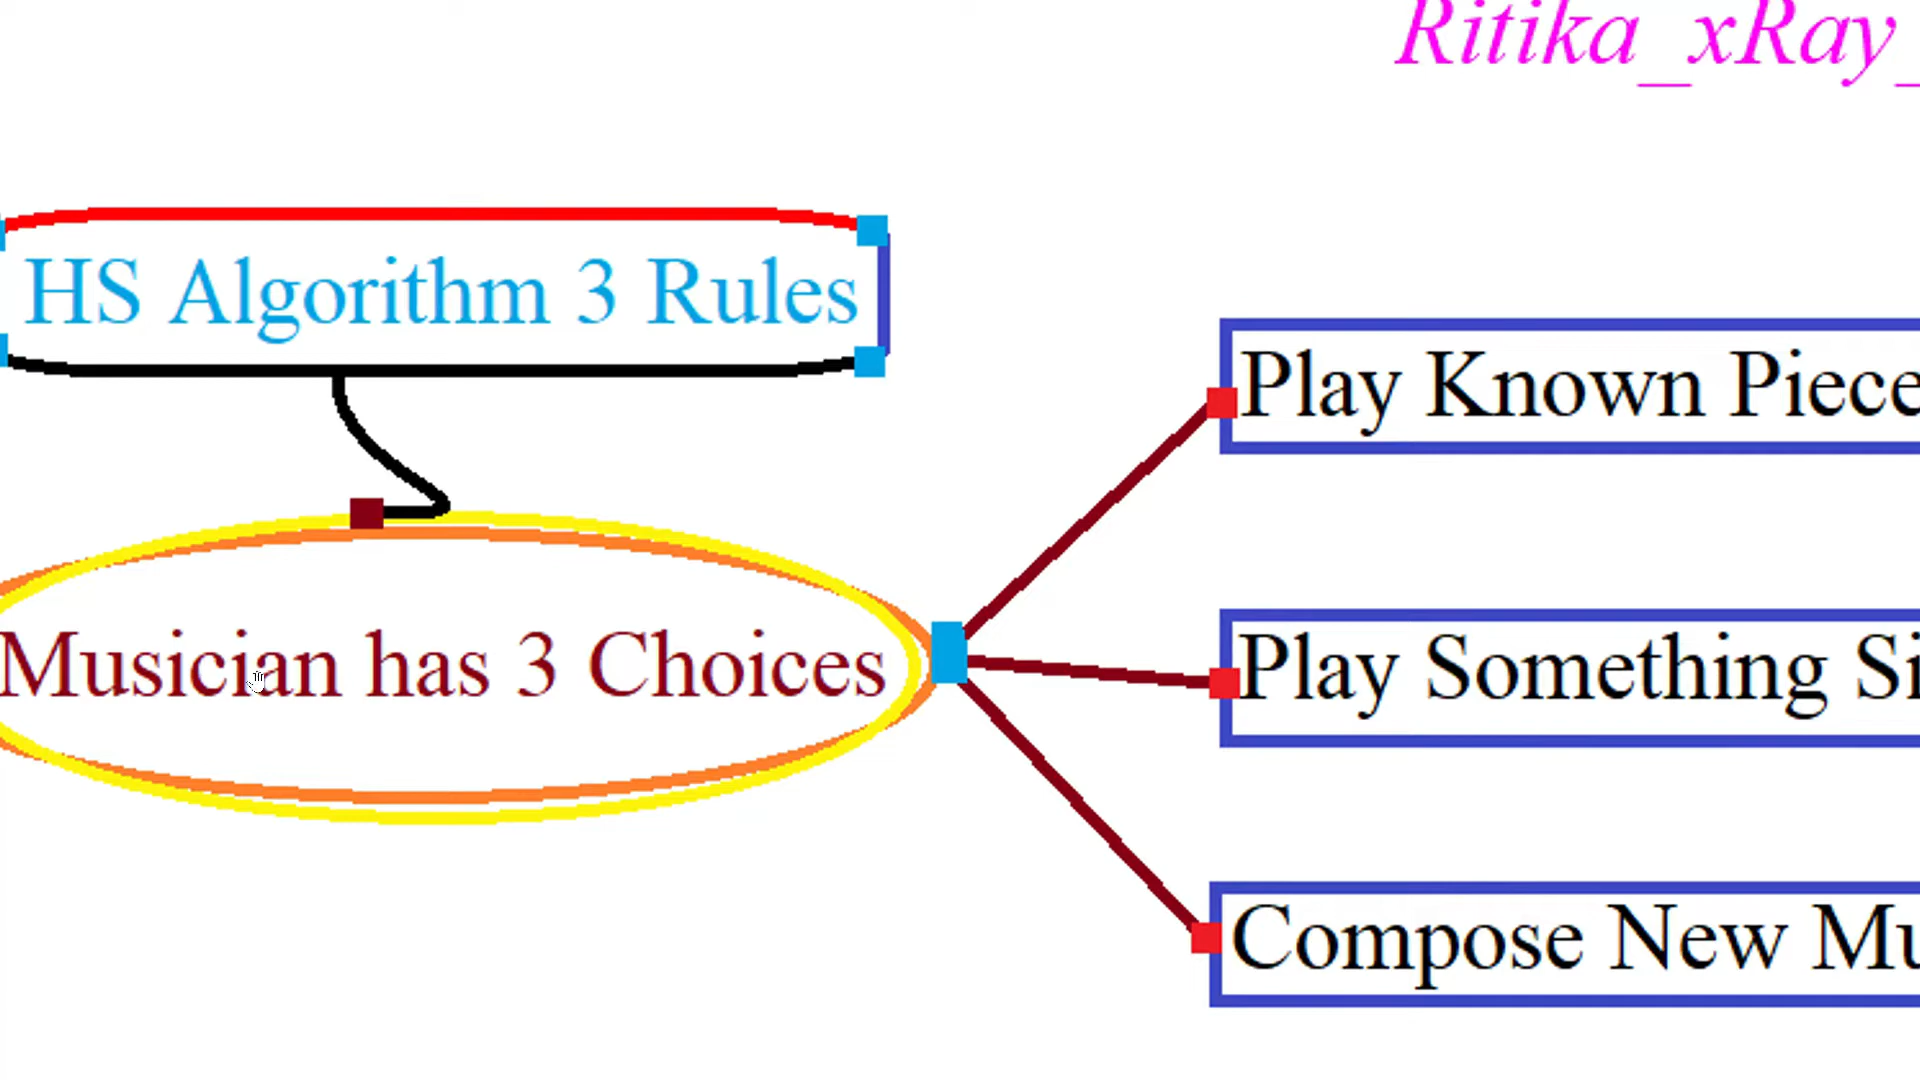 Ritika_xRay_
HS Algorithm 3 Rules
Play Known Piece
Musician has 3 Choices
Play Something Si
Compose New Mu